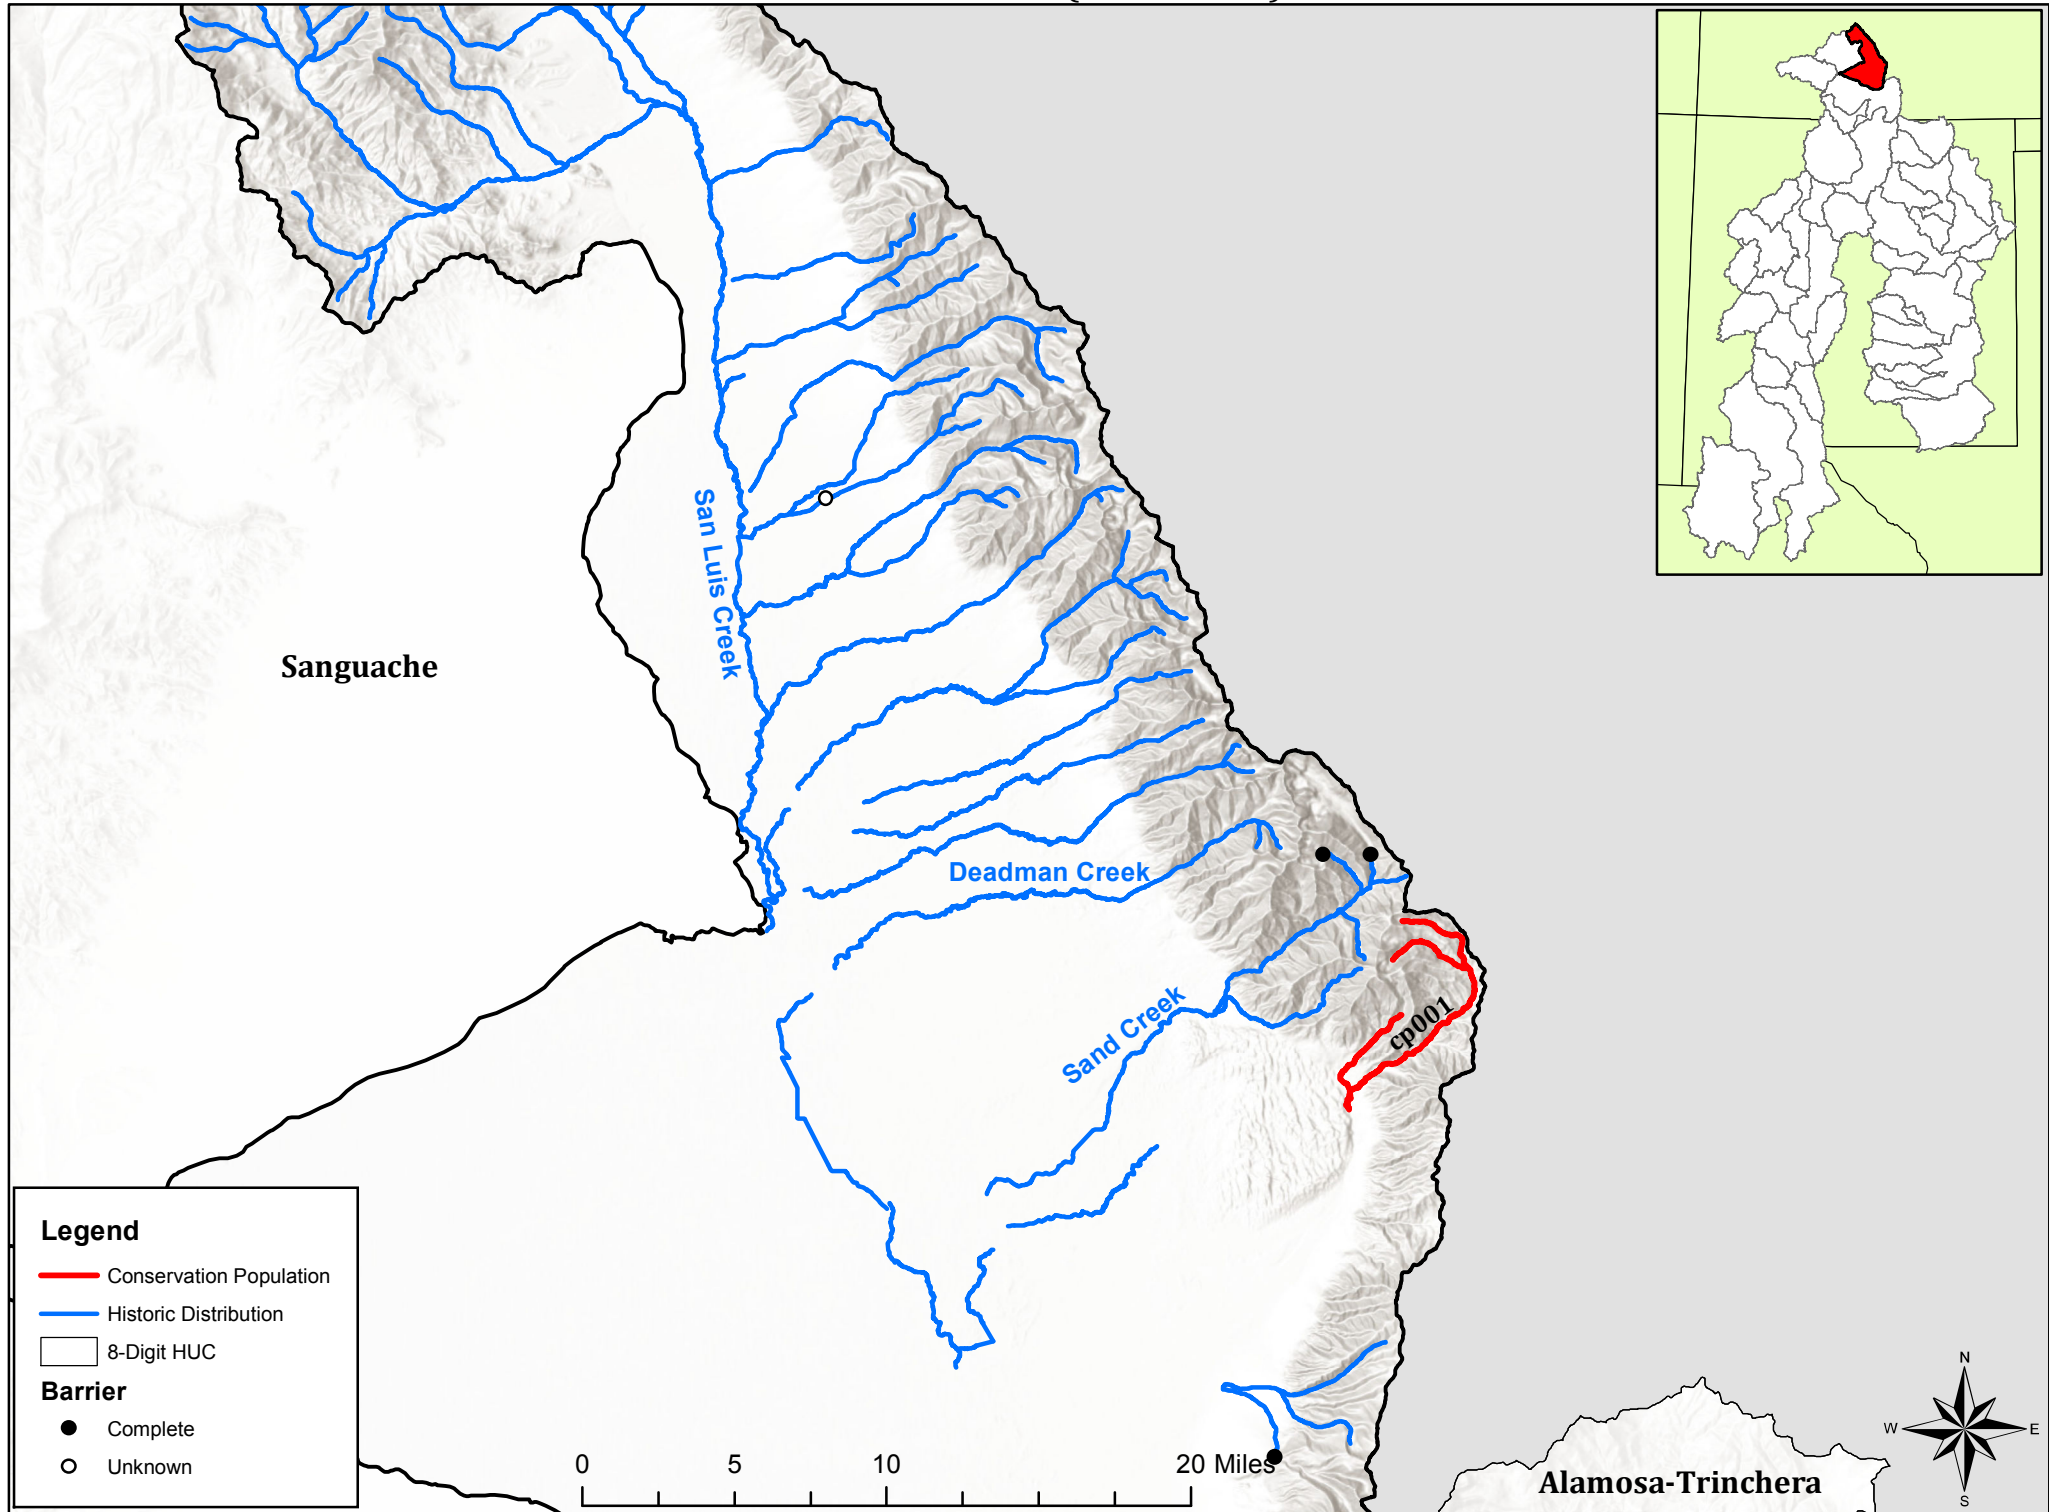 San Luis Creek
Sanguache
Deadman Creek
Sand Creek
cp001
Legend
Conservation Population
Historic Distribution
8-Digit HUC
Barrier
Complete
Unknown
0 5 10 20 Miles
Alamosa-Trinchera
N
W E
S